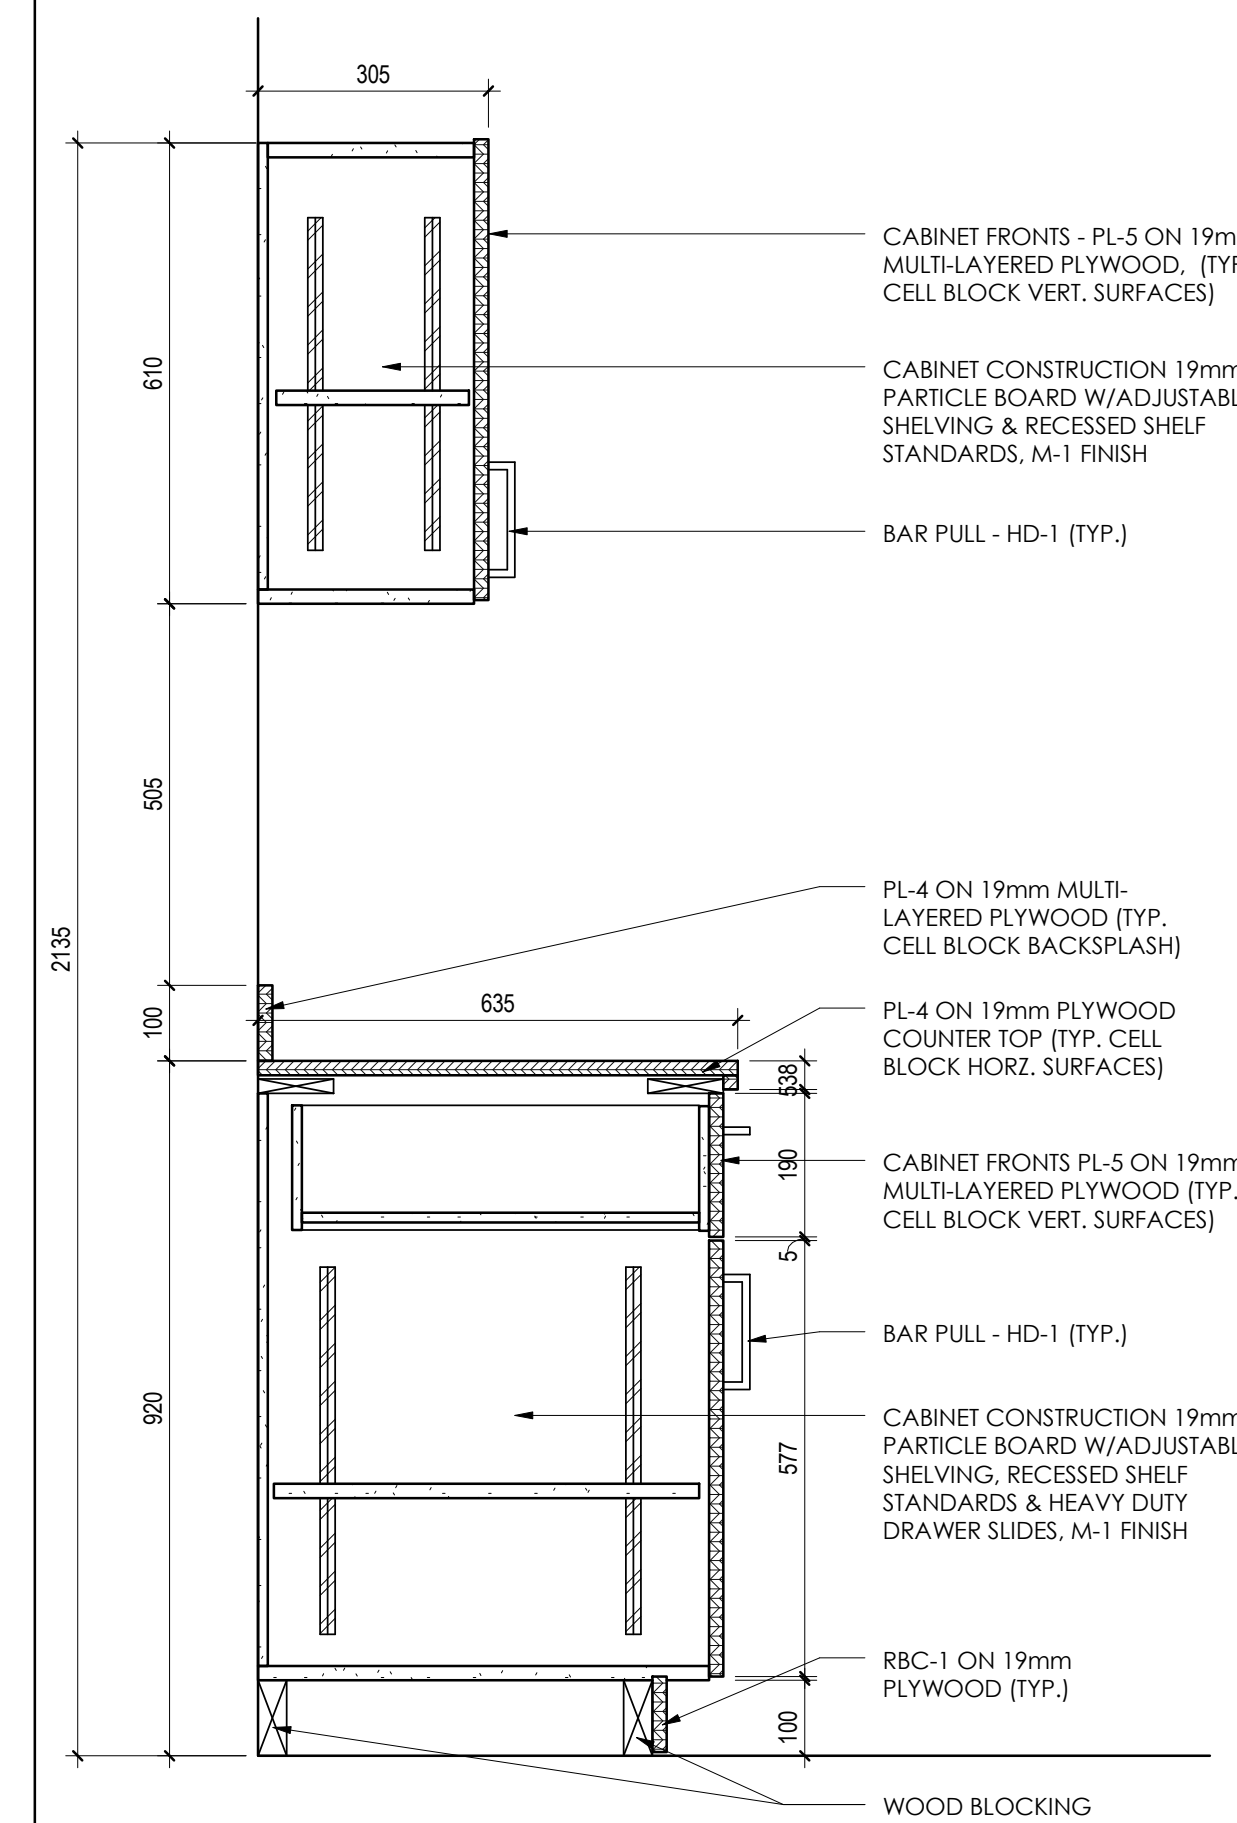 305
CABINET FRONTS - PL-5 ON 19m
MULTI-LAYERED PLYWOOD, (TYP
CELL BLOCK VERT. SURFACES)
610
CABINET CONSTRUCTION 19mm
PARTICLE BOARD W/ADJUSTABL
SHELVING & RECESSED SHELF
STANDARDS, M-1 FINISH
BAR PULL - HD-1 (TYP.)
505
2135
PL-4 ON 19mm MULTI-
LAYERED PLYWOOD (TYP.
CELL BLOCK BACKSPLASH)
100
635
PL-4 ON 19mm PLYWOOD
COUNTER TOP (TYP. CELL
BLOCK HORZ. SURFACES)
538
190
CABINET FRONTS PL-5 ON 19mm
MULTI-LAYERED PLYWOOD (TYP.
CELL BLOCK VERT. SURFACES)
5
BAR PULL - HD-1 (TYP.)
920
577
CABINET CONSTRUCTION 19mm
PARTICLE BOARD W/ADJUSTABL
SHELVING, RECESSED SHELF
STANDARDS & HEAVY DUTY
DRAWER SLIDES, M-1 FINISH
RBC-1 ON 19mm
PLYWOOD (TYP.)
100
WOOD BLOCKING